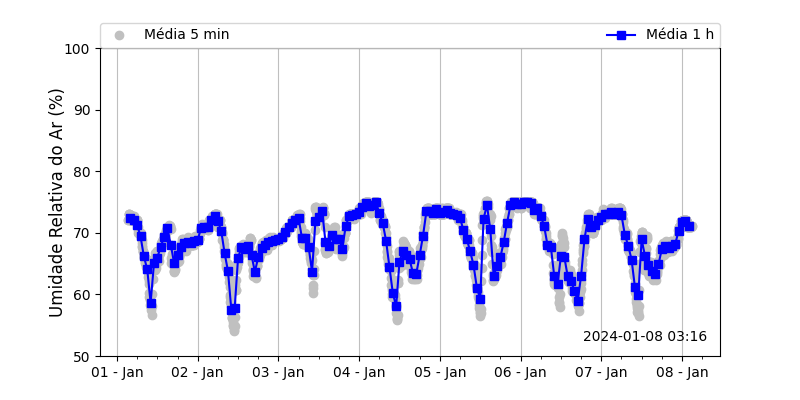 Média 5 min
Média 1 h
Umidade Relativa do Ar (%)
100
90
80
70
60
50
2024-01-08 03:16
01 - Jan
02 - Jan
03 - Jan
04 - Jan
05 - Jan
06 - Jan
07 - Jan
08 - Jan